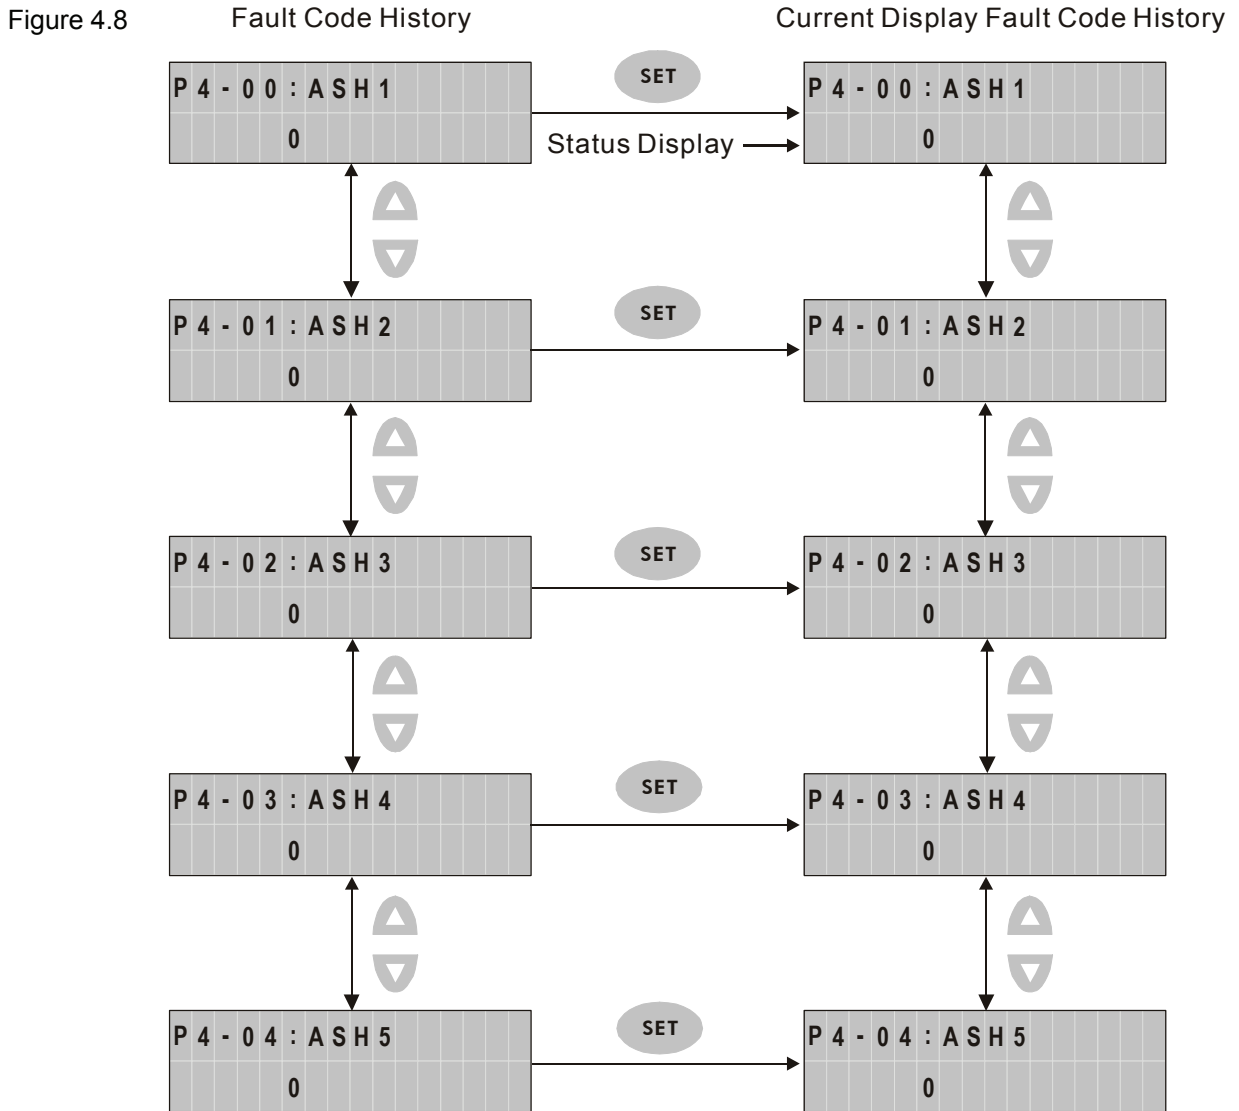 Figure 4.8
Fault Code History
Current Display Fault Code History
P4-00:ASH1
0
SET
Status Display
P4-00:ASH1
0
P4-01:ASH2
0
SET
P4-01:ASH2
0
P4-02:ASH3
0
SET
P4-02:ASH3
0
P4-03:ASH4
0
SET
P4-03:ASH4
0
P4-04:ASH5
0
SET
P4-04:ASH5
0